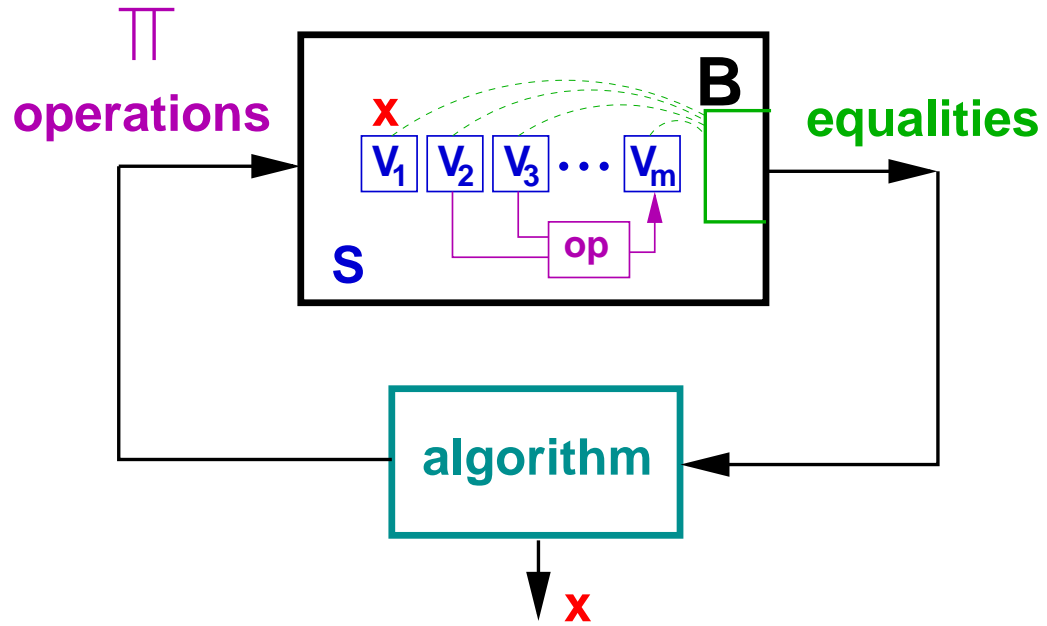 Π
operations
B
equalities
x
V1 V2 V3 ••• Vm
op
S
algorithm
x